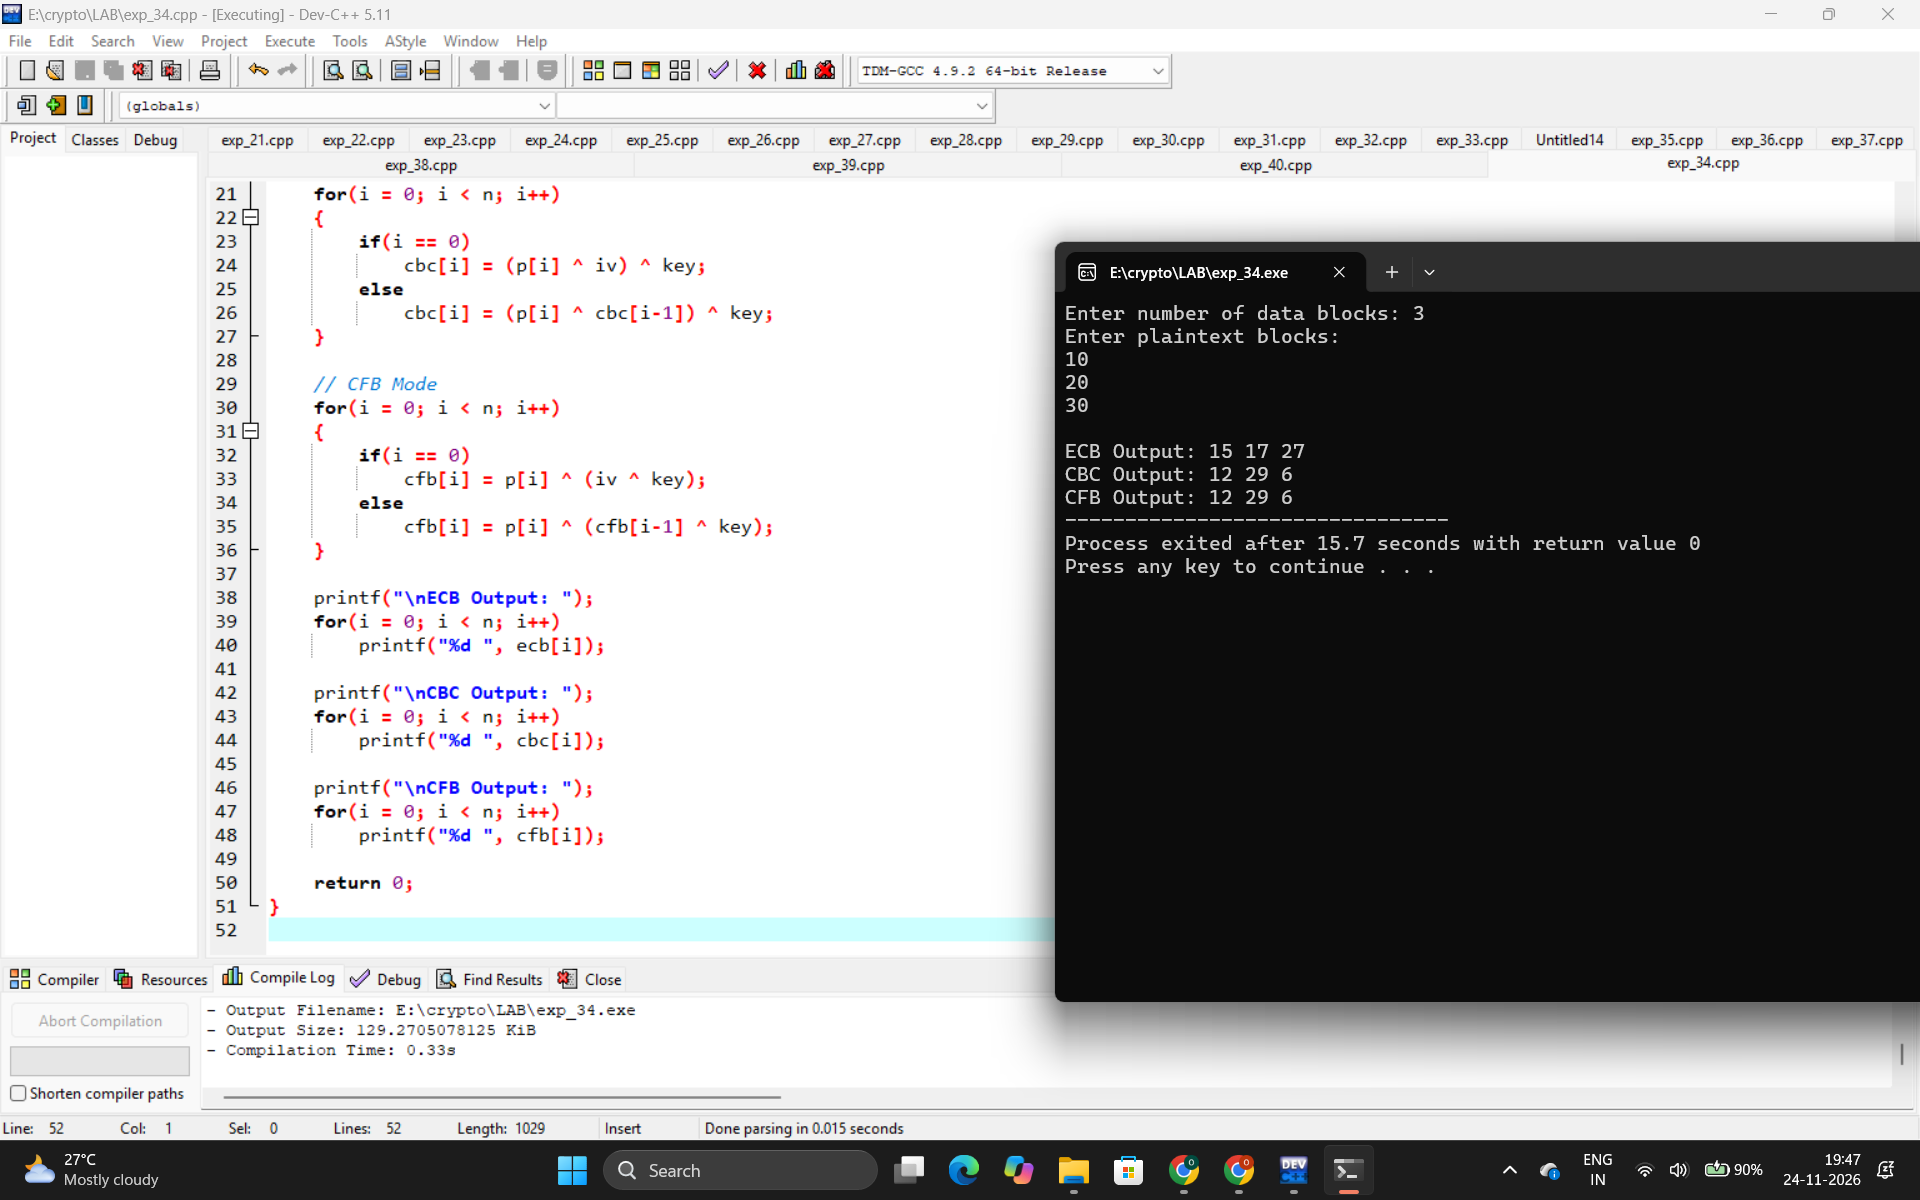 E:\crypto\LAB\exp_34.cpp - [Executing] - Dev-C++ 5.11
File Edit Search View Project Execute Tools AStyle Window Help
TDM-GCC 4.9.2 64-bit Release
(globals)
Project Classes Debug
exp_21.cpp exp_22.cpp exp_23.cpp exp_24.cpp exp_25.cpp exp_26.cpp exp_27.cpp exp_28.cpp exp_29.cpp exp_30.cpp exp_31.cpp exp_32.cpp exp_33.cpp Untitled14 exp_35.cpp exp_36.cpp exp_37.cpp
exp_38.cpp exp_39.cpp exp_40.cpp exp_34.cpp
21 for(i = 0; i < n; i++)
22 {
23 if(i == 0)
24 cbc[i] = (p[i] ^ iv) ^ key;
25 else
26 cbc[i] = (p[i] ^ cbc[i-1]) ^ key;
27 }
28
29 // CFB Mode
30 for(i = 0; i < n; i++)
31 {
32 if(i == 0)
33 cfb[i] = p[i] ^ (iv ^ key);
34 else
35 cfb[i] = p[i] ^ (cfb[i-1] ^ key);
36 }
37
38 printf("\nECB Output: ");
39 for(i = 0; i < n; i++)
40 printf("%d ", ecb[i]);
41
42 printf("\nCBC Output: ");
43 for(i = 0; i < n; i++)
44 printf("%d ", cbc[i]);
45
46 printf("\nCFB Output: ");
47 for(i = 0; i < n; i++)
48 printf("%d ", cfb[i]);
49
50 return 0;
51 }
52
E:\crypto\LAB\exp_34.exe
Enter number of data blocks: 3
Enter plaintext blocks:
10
20
30
ECB Output: 15 17 27
CBC Output: 12 29 6
CFB Output: 12 29 6
--------------------------------
Process exited after 15.7 seconds with return value 0
Press any key to continue . . .
Compiler Resources Compile Log Debug Find Results Close
Abort Compilation
Shorten compiler paths
- Output Filename: E:\crypto\LAB\exp_34.exe
- Output Size: 129.2705078125 KiB
- Compilation Time: 0.33s
Line: 52 Col: 1 Sel: 0 Lines: 52 Length: 1029 Insert Done parsing in 0.015 seconds
27°C
Mostly cloudy
Search
DEV
ENG
IN
90%
19:47
24-11-2026